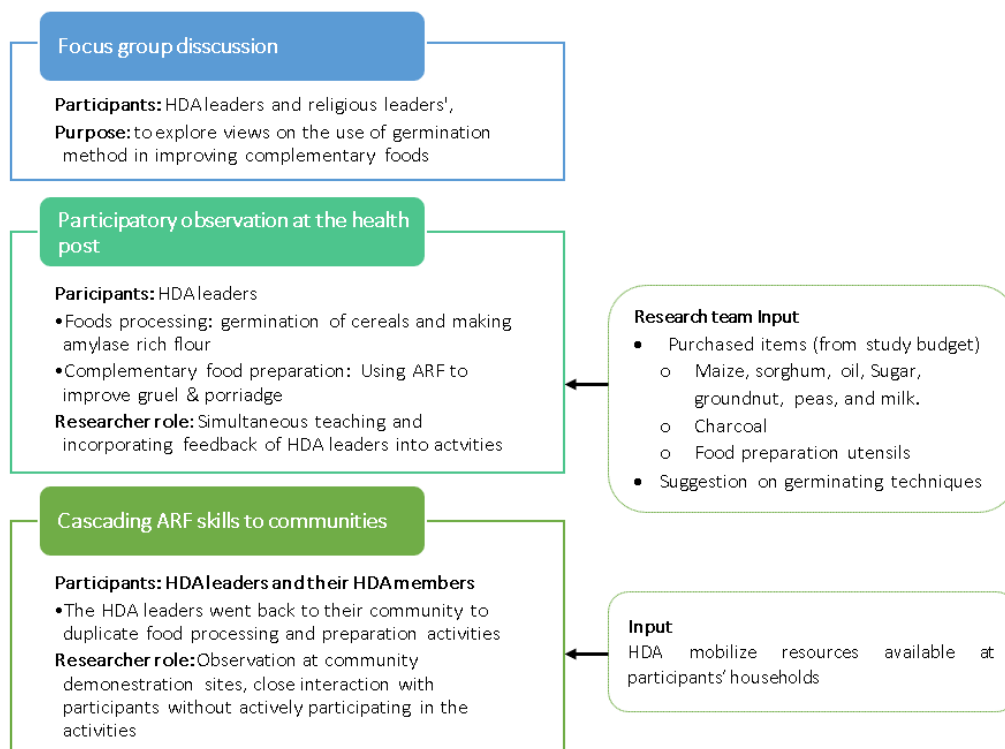 Focus group disscussion
Participants: HDA leaders and religious leaders',
Purpose: to explore views on the use of germination
method in improving complementary foods
Participatory observation at the health
post
Paricipants: HDA leaders
•Foods processing: germination of cereals and making
amylase rich flour
•Complementary food preparation: Using ARF to
improve gruel & porriadge
Researcher role: Simultaneous teaching and
incorporating feedback of HDA leaders into actvities
Research team Input
• Purchased items (from study budget)
o Maize, sorghum, oil, Sugar,
groundnut, peas, and milk.
o Charcoal
o Food preparation utensils
• Suggestion on germinating techniques
Cascading ARF skills to communities
Participants: HDA leaders and their HDA members
•The HDA leaders went back to their community to
duplicate food processing and preparation activities
Researcher role: Observation at community
demonestration sites, close interaction with
participants without actively participating in the
activities
Input
HDA mobilize resources available at
participants' households